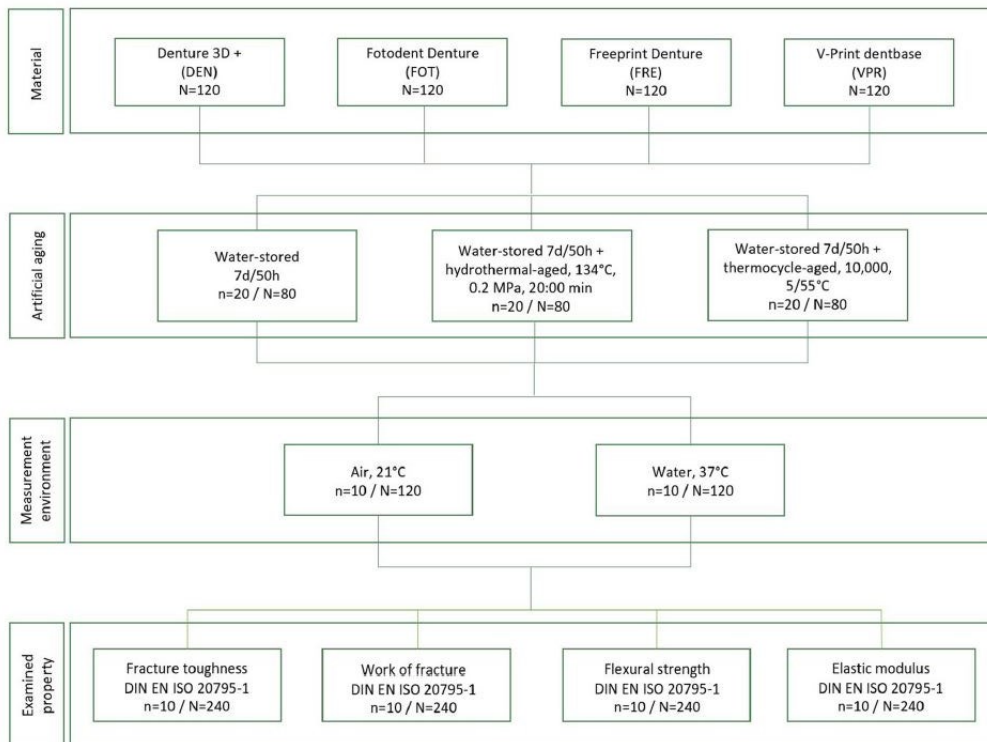 Material
Denture 3D +
(DEN)
N=120
Fotodent Denture
(FOT)
N=120
Freeprint Denture
(FRE)
N=120
V-Print dentbase
(VPR)
N=120
Artificial aging
Water-stored
7d/50h
n=20 / N=80
Water-stored 7d/50h +
hydrothermal-aged, 134°C,
0.2 MPa, 20:00 min
n=20 / N=80
Water-stored 7d/50h +
thermocycle-aged, 10,000,
5/55°C
n=20 / N=80
Measurement
environment
Air, 21°C
n=10 / N=120
Water, 37°C
n=10 / N=120
Examined
property
Fracture toughness
DIN EN ISO 20795-1
n=10 / N=240
Work of fracture
DIN EN ISO 20795-1
n=10 / N=240
Flexural strength
DIN EN ISO 20795-1
n=10 / N=240
Elastic modulus
DIN EN ISO 20795-1
n=10 / N=240